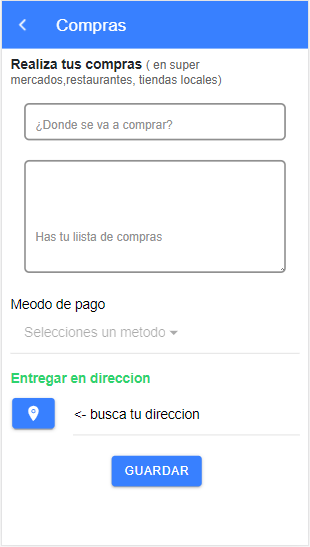 Compras
Realiza tus compras ( en super
mercados,restaurantes, tiendas locales)
¿Donde se va a comprar?
Has tu liista de compras
Meodo de pago
Selecciones un metodo
Entregar en direccion
<- busca tu direccion
GUARDAR